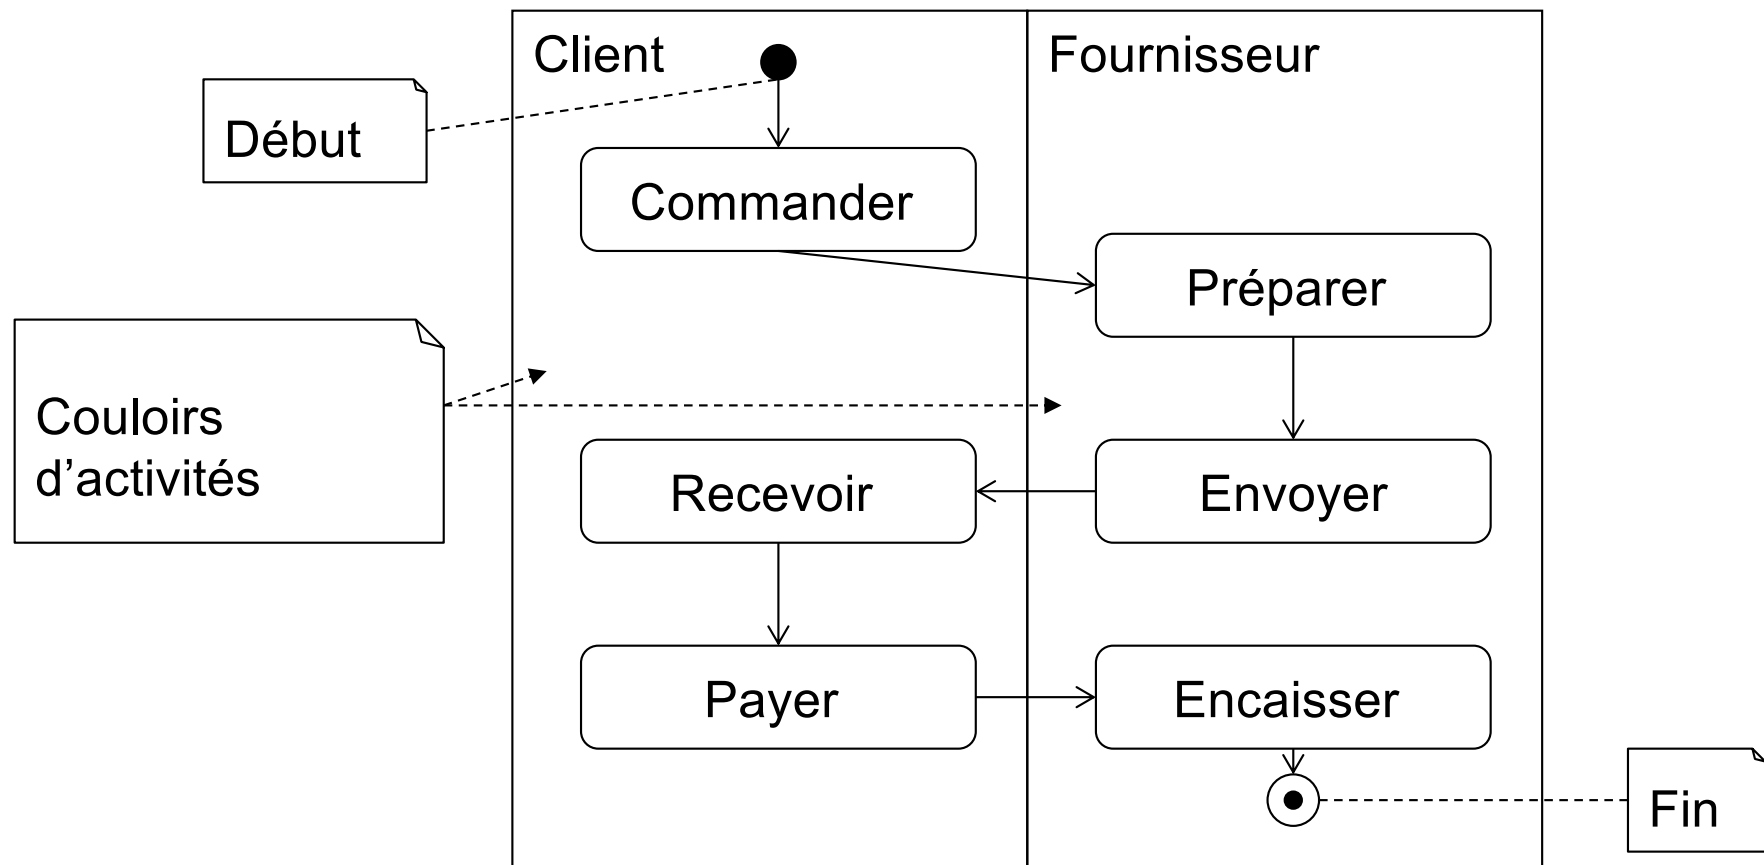 Client
Fournisseur
Début
Commander
Préparer
Couloirs
d’activités
Recevoir
Envoyer
Payer
Encaisser
Fin